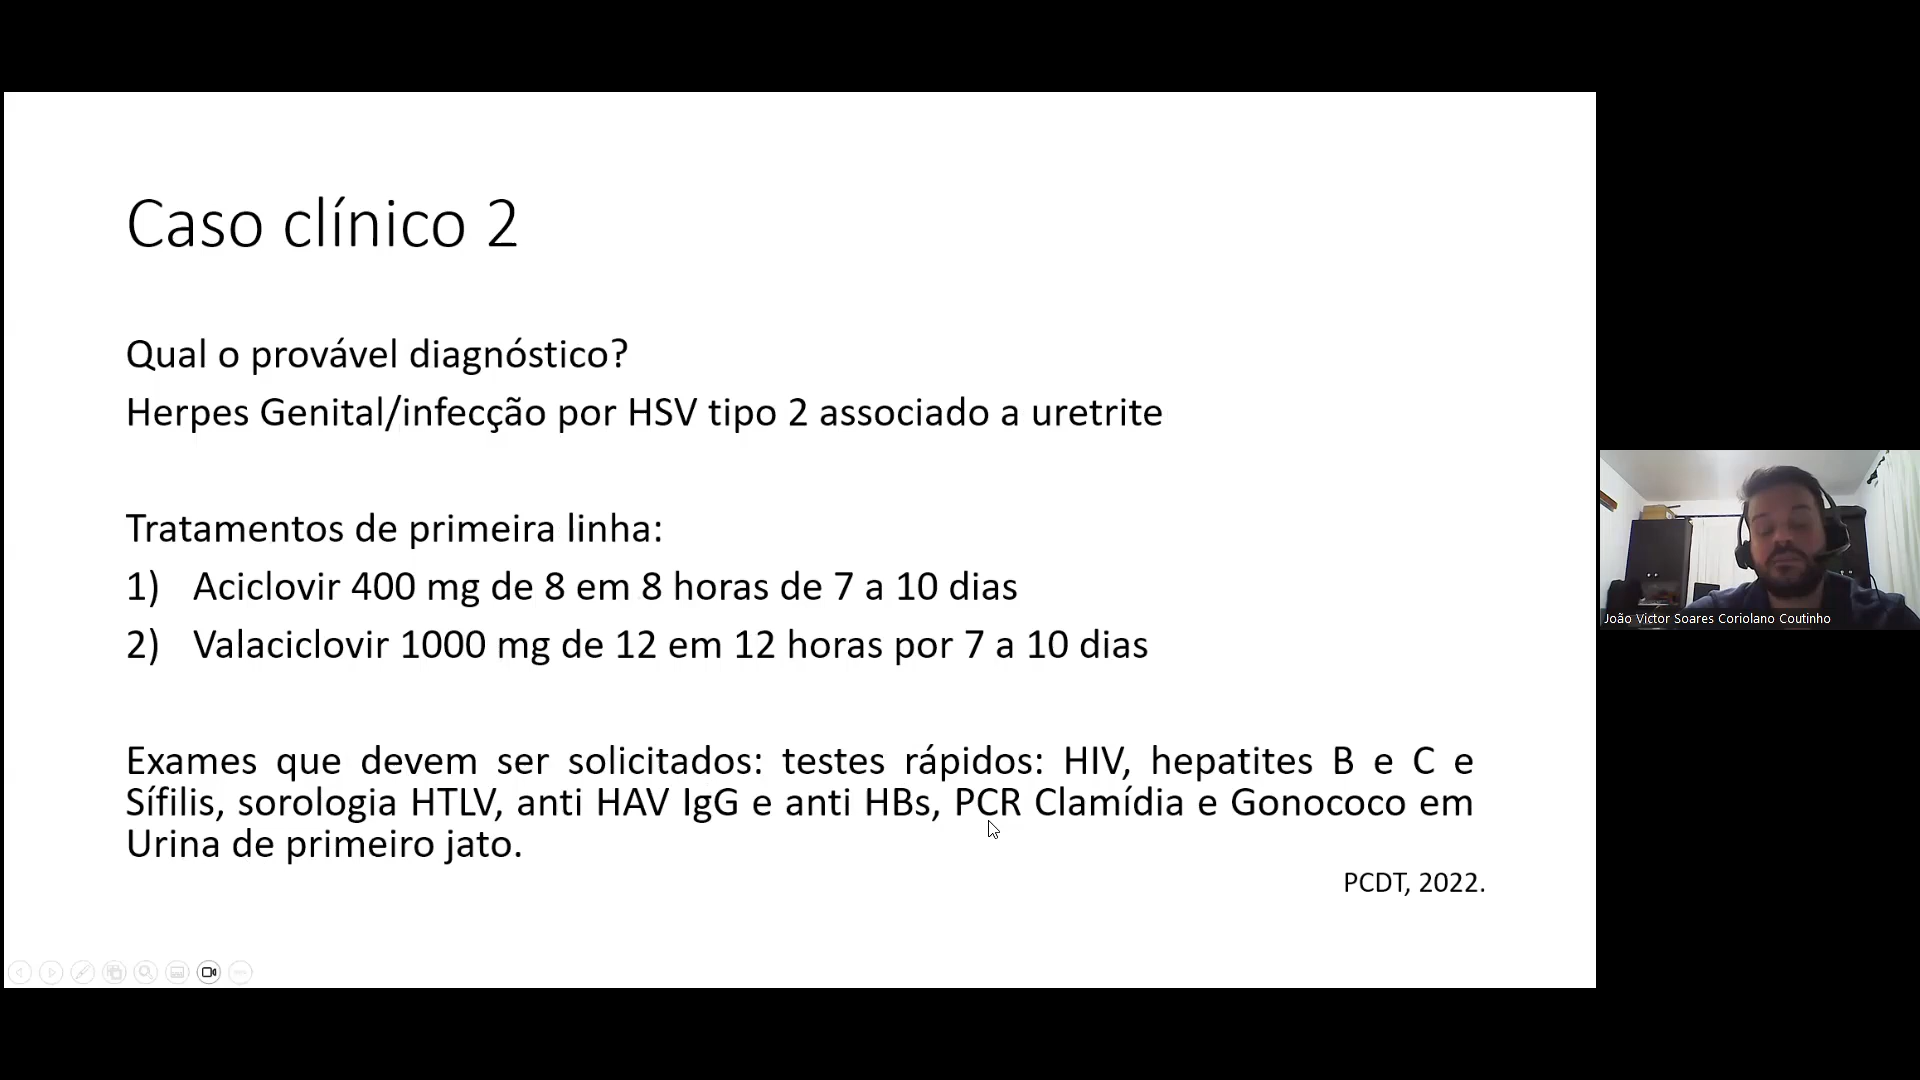 Caso clínico 2
Qual o provável diagnóstico?
Herpes Genital/infecção por HSV tipo 2 associado a uretrite
Tratamentos de primeira linha:
1) Aciclovir 400 mg de 8 em 8 horas de 7 a 10 dias
2) Valaciclovir 1000 mg de 12 em 12 horas por 7 a 10 dias
Exames que devem ser solicitados: testes rápidos: HIV, hepatites B e C e
Sífilis, sorologia HTLV, anti HAV IgG e anti HBs, PCR Clamídia e Gonococo em
Urina de primeiro jato.
PCDT, 2022.
João Victor Soares Coriolano Coutinho